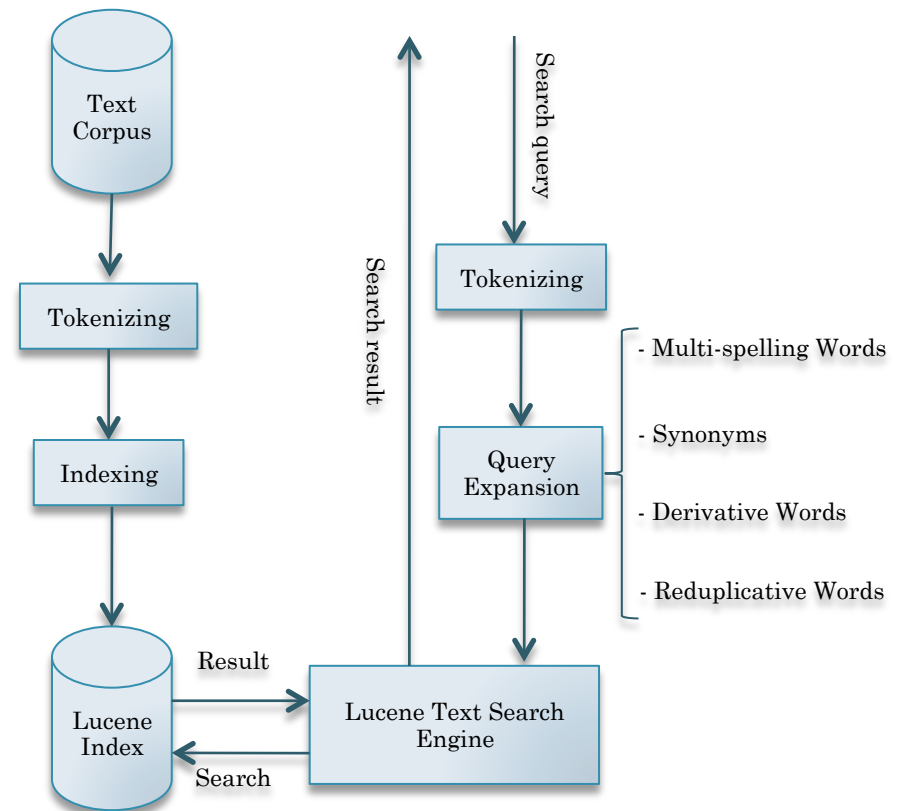 Text
Corpus
Tokenizing
Indexing
Lucene
Index
Result
Search
Search result
Search query
Tokenizing
Query
Expansion
- Multi-spelling Words
- Synonyms
- Derivative Words
- Reduplicative Words
Lucene Text Search
Engine